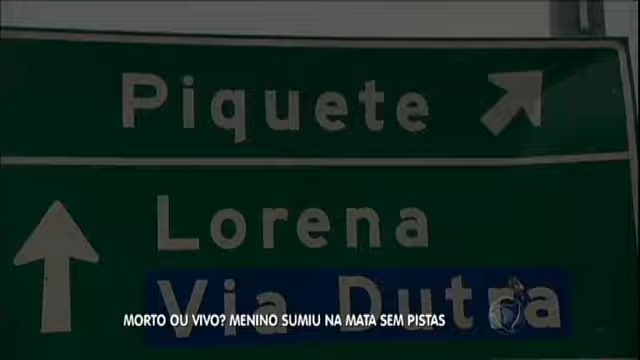 Piquete
Lorena
Via Dutra
MORTO OU VIVO? MENINO SUMIU NA MATA SEM PISTAS